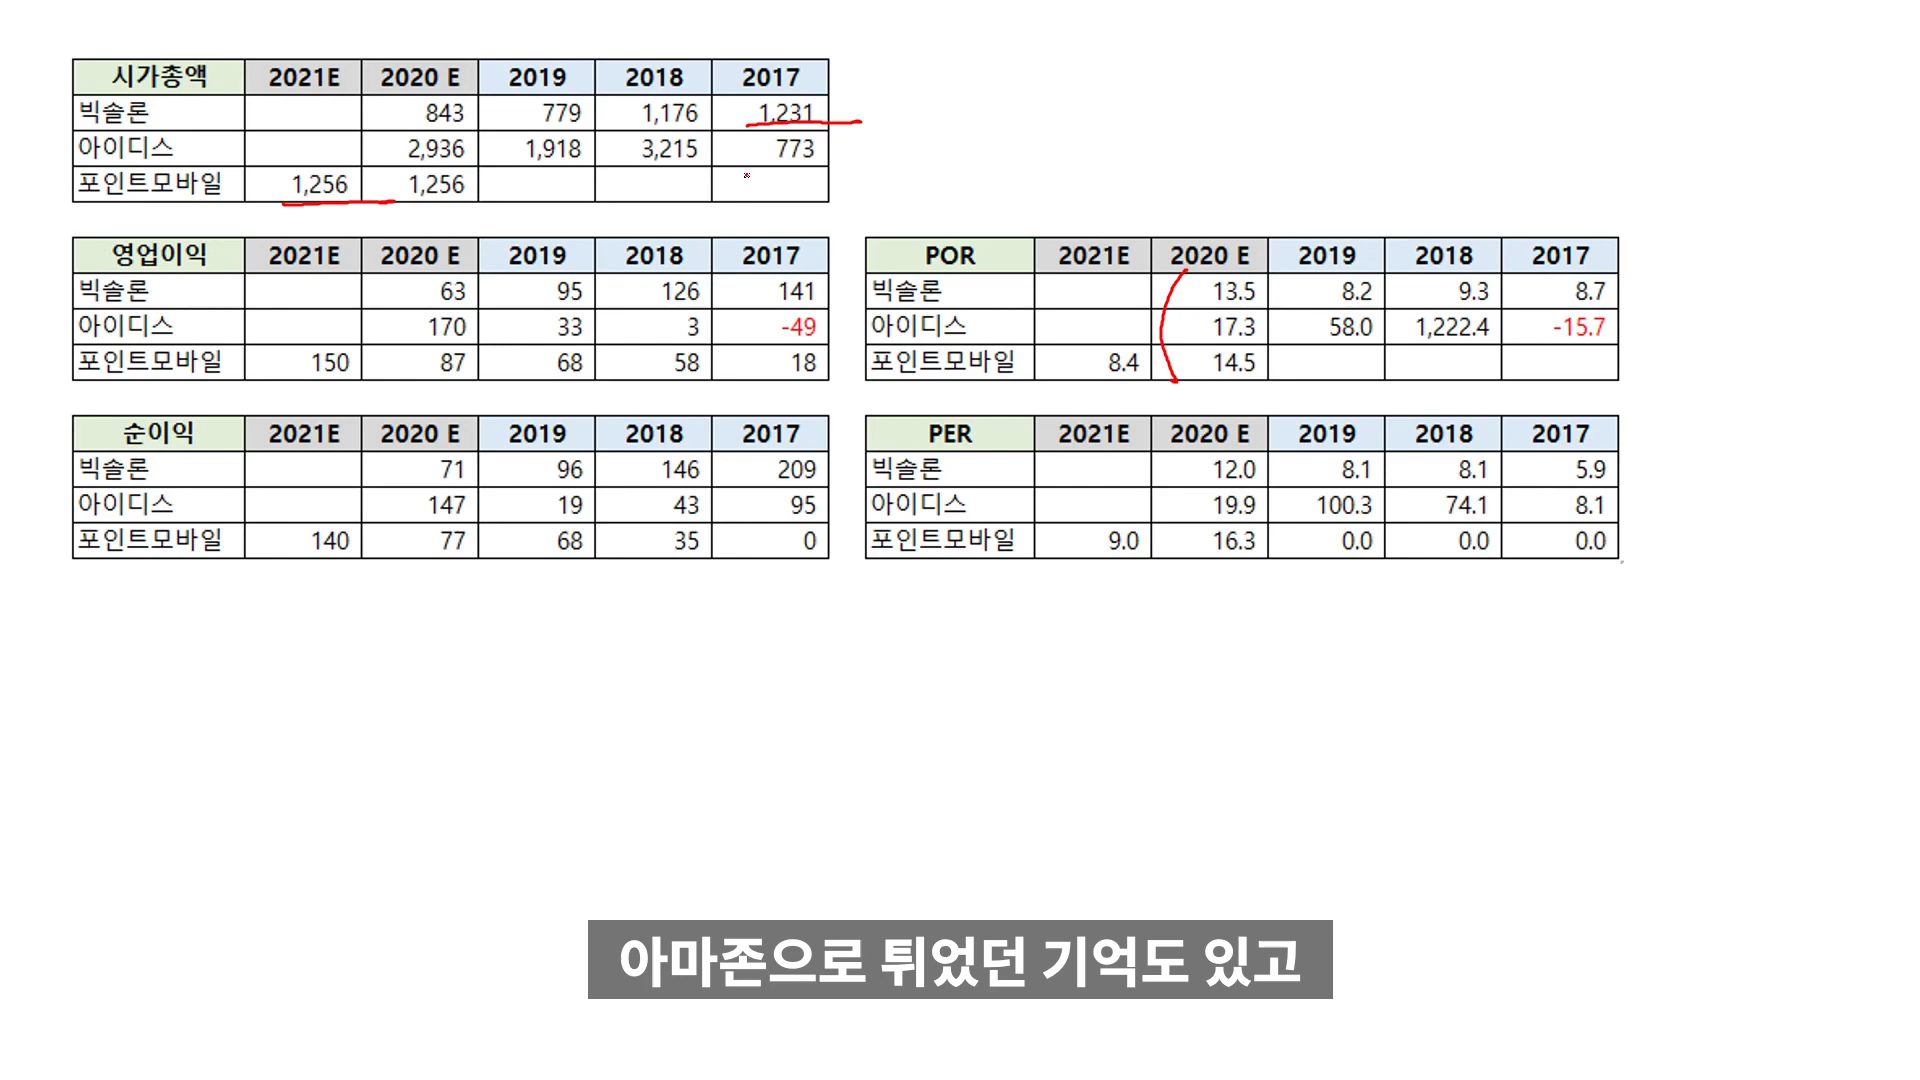 시가총액 2021E 2020 E 2019 2018 2017
빅솔론 843 779 1,176 1,231
아이디스 2,936 1,918 3,215 773
포인트모바일 1,256 1,256
영업이익 2021E 2020 E 2019 2018 2017
빅솔론 63 95 126 141
아이디스 170 33 3 -49
포인트모바일 150 87 68 58 18
POR 2021E 2020 E 2019 2018 2017
빅솔론 13.5 8.2 9.3 8.7
아이디스 17.3 58.0 1,222.4 -15.7
포인트모바일 8.4 14.5
순이익 2021E 2020 E 2019 2018 2017
빅솔론 71 96 146 209
아이디스 147 19 43 95
포인트모바일 140 77 68 35 0
PER 2021E 2020 E 2019 2018 2017
빅솔론 12.0 8.1 8.1 5.9
아이디스 19.9 100.3 74.1 8.1
포인트모바일 9.0 16.3 0.0 0.0 0.0
아마존으로 튀었던 기억도 있고